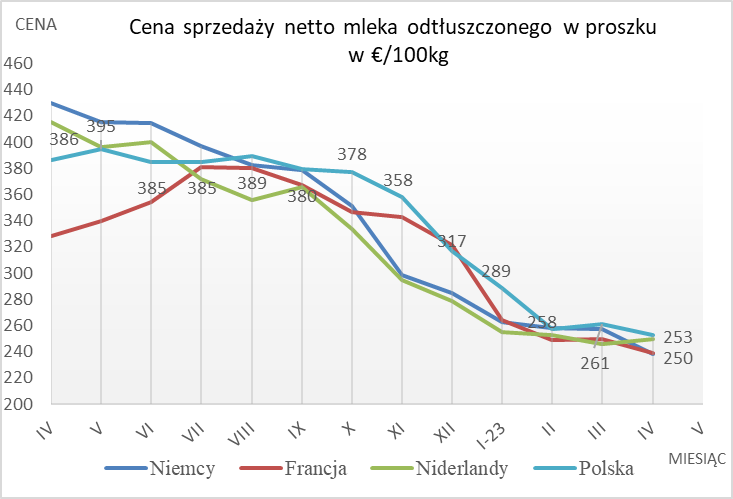 CENA
Cena sprzedaży netto mleka odtłuszczonego w proszku
w €/100kg
460
440
420
400
380
360
340
320
300
280
260
240
220
200
386
395
385
385
389
380
378
358
317
289
258
261
253
250
IV
V
VI
VII
VIII
IX
X
XI
XII
I-23
II
III
IV
V
MIESIĄC
Niemcy Francja Niderlandy Polska